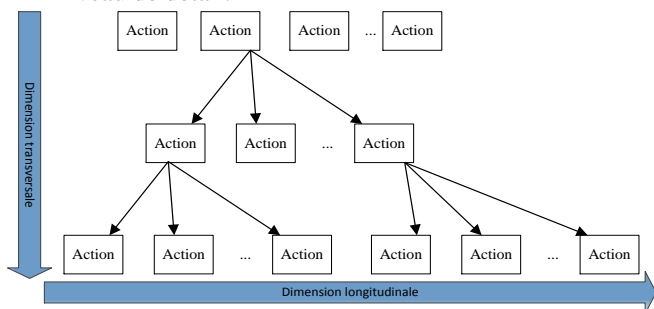 Action Action Action ... Action
Dimension transversale
Action Action ... Action
Action Action ... Action Action Action ... Action
Dimension longitudinale